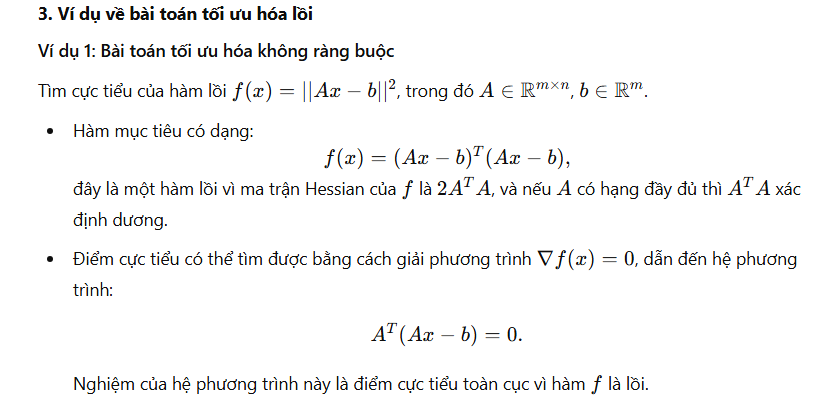 3. Ví dụ về bài toán tối ưu hóa lồi
Ví dụ 1: Bài toán tối ưu hóa không ràng buộc
Tìm cực tiểu của hàm lồi f(x) = ||Ax − b||², trong đó A ∈ ℝᵐˣⁿ, b ∈ ℝᵐ.
• Hàm mục tiêu có dạng:
f(x) = (Ax − b)ᵀ(Ax − b),
đây là một hàm lồi vì ma trận Hessian của f là 2AᵀA, và nếu A có hạng đầy đủ thì AᵀA xác
định dương.
• Điểm cực tiểu có thể tìm được bằng cách giải phương trình ∇f(x) = 0, dẫn đến hệ phương
trình:
Aᵀ(Ax − b) = 0.
Nghiệm của hệ phương trình này là điểm cực tiểu toàn cục vì hàm f là lồi.